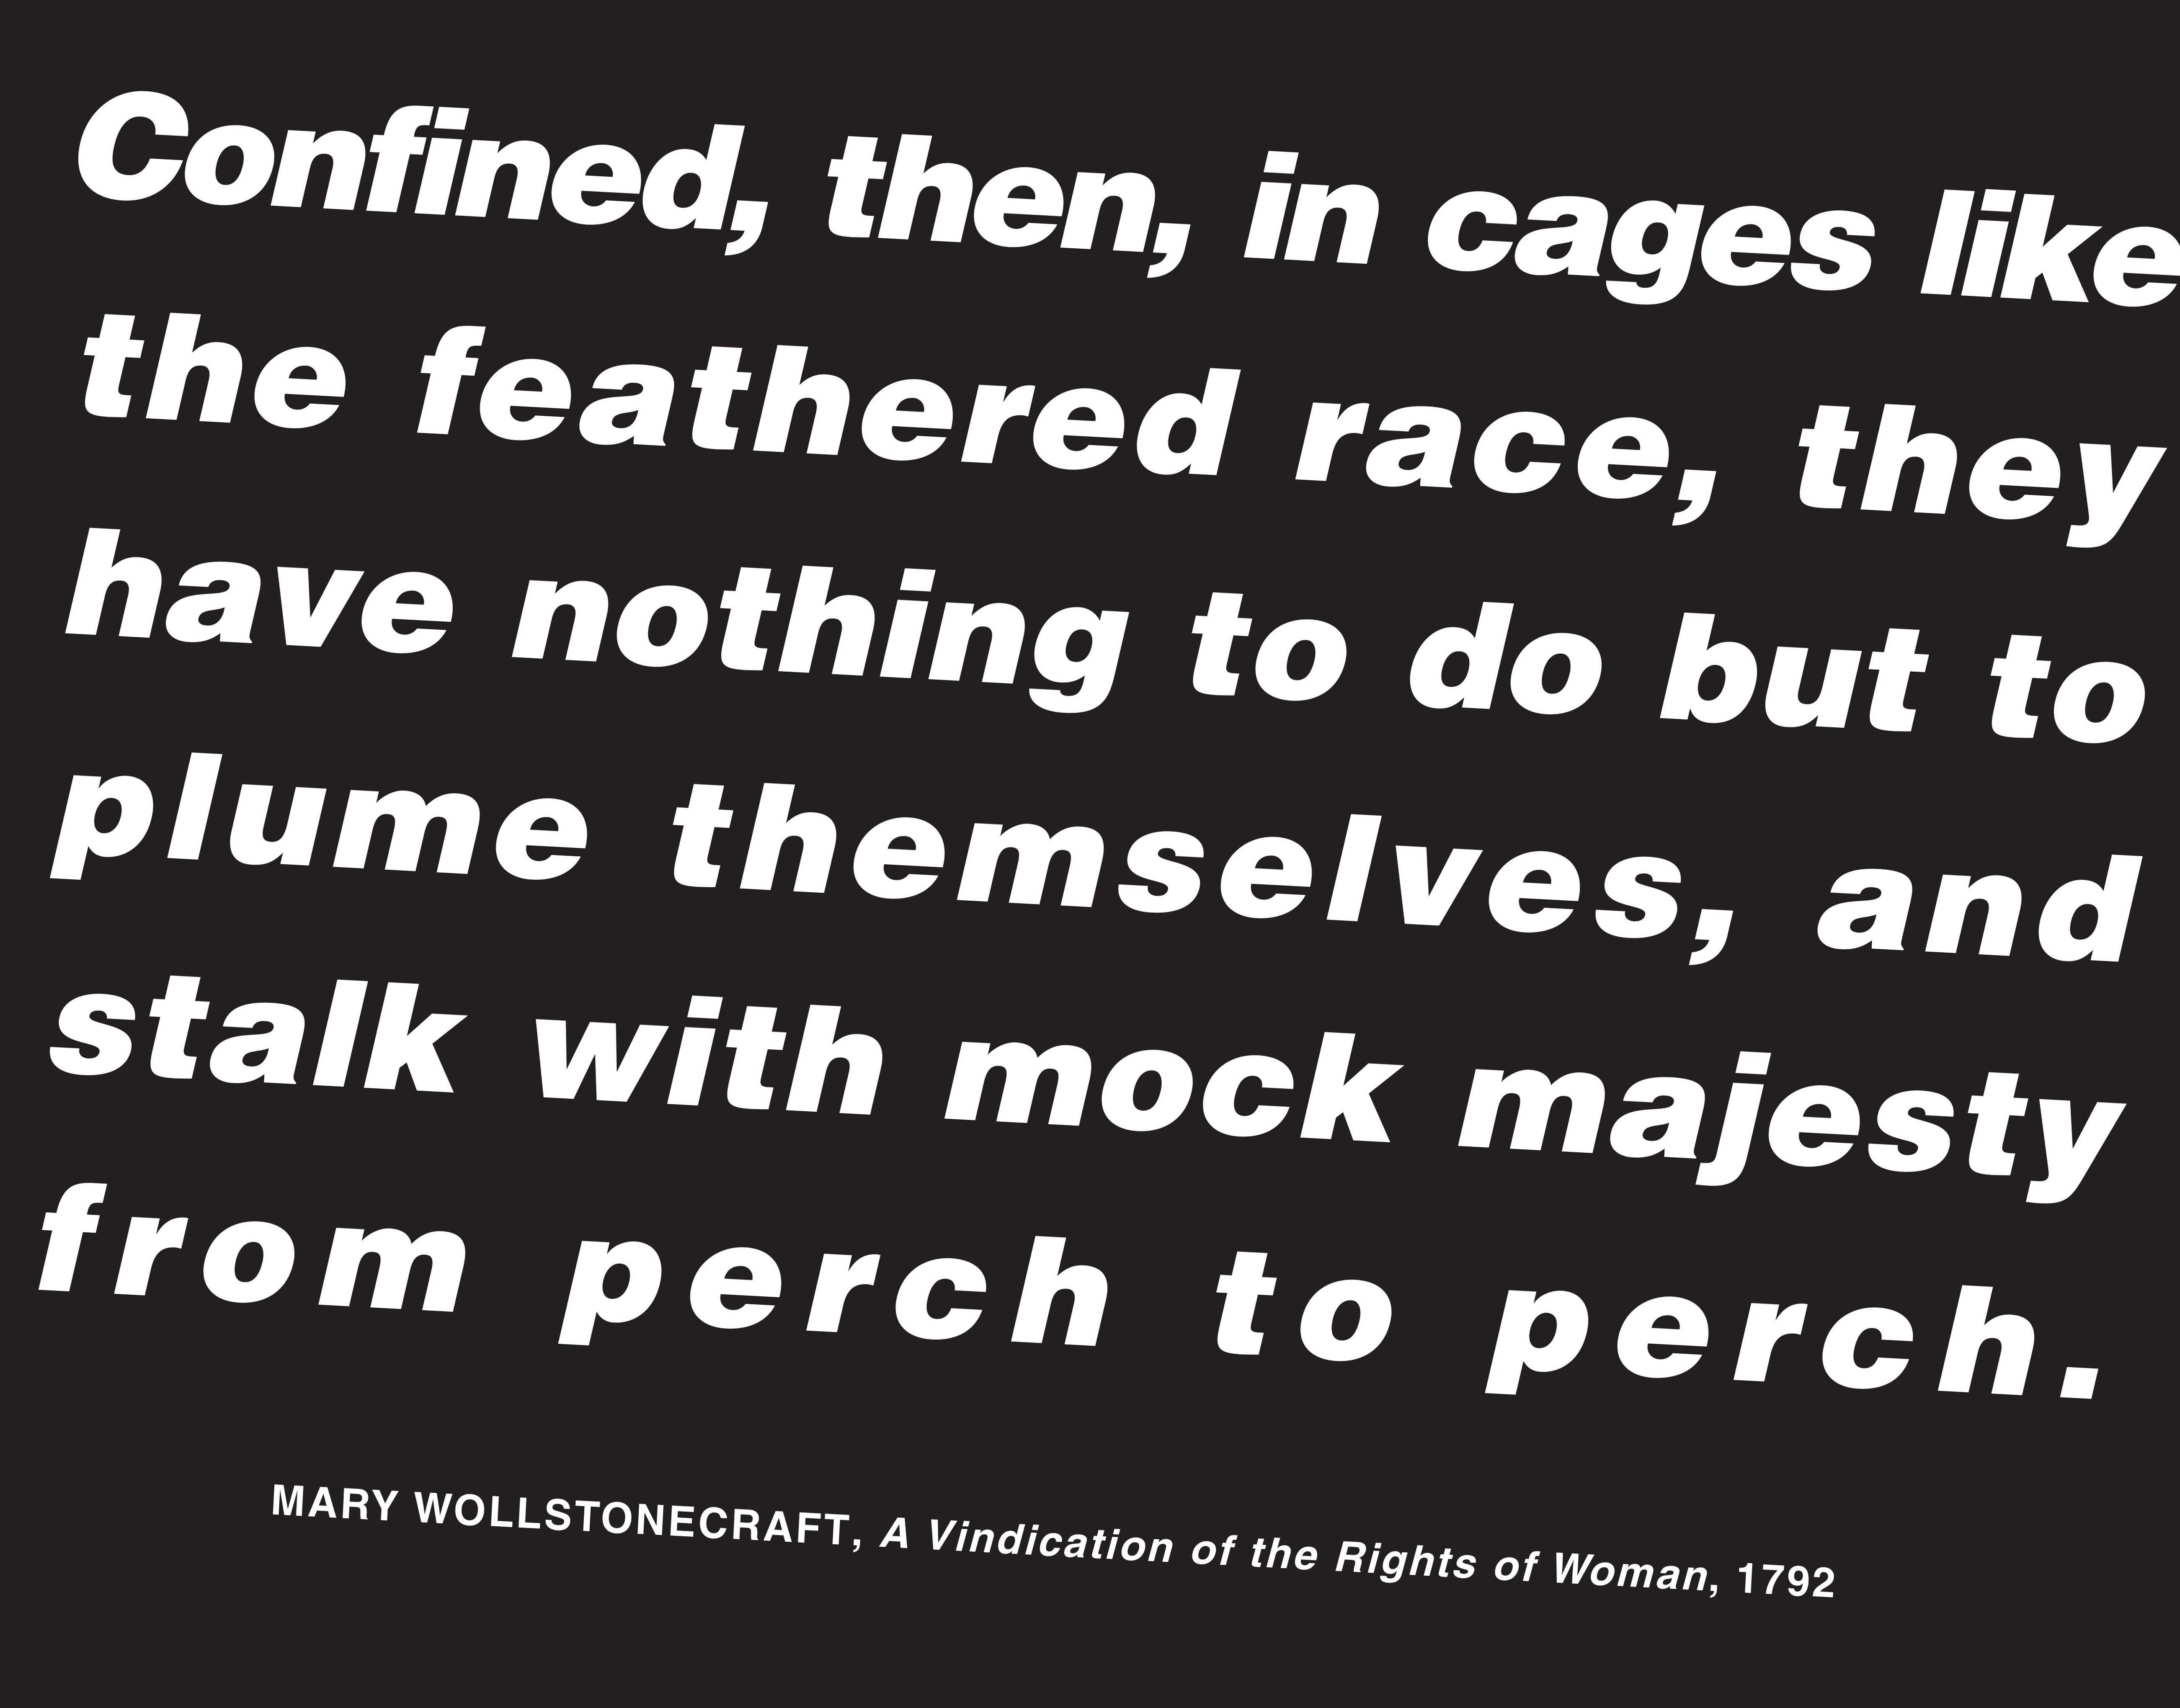 Confined, then, in cages like
the feathered race, they
have nothing to do but to
plume themselves, and
stalk with mock majesty
from perch to perch.
MARY WOLLSTONECRAFT, A Vindication of the Rights of Woman, 1792